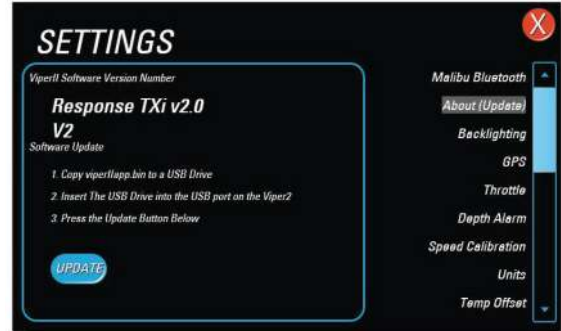 SETTINGS
X
ViperII Software Version Number
Response TXi v2.0
V2
Software Update
1. Copy viperIIapp.bin to a USB Drive
2. Insert The USB Drive into the USB port on the Viper2
3. Press the Update Button Below
UPDATE
Malibu Bluetooth
About (Update)
Backlighting
GPS
Throttle
Depth Alarm
Speed Calibration
Units
Temp Offset